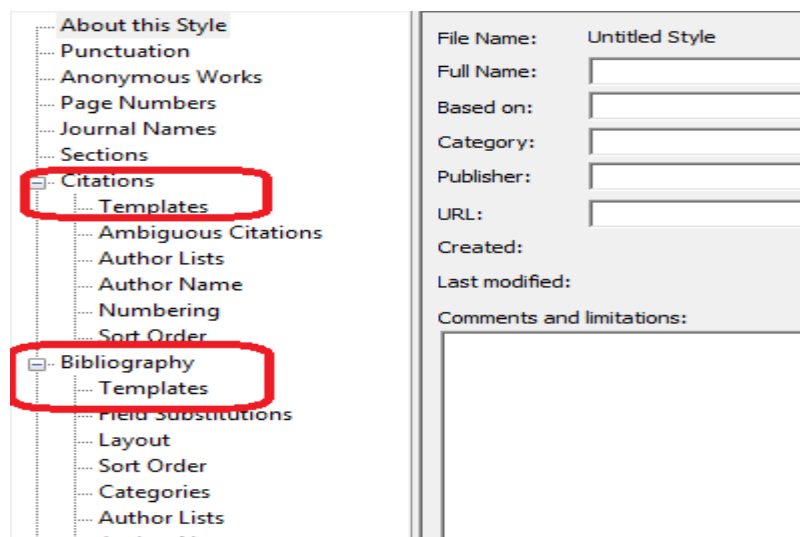 About this Style
Punctuation
Anonymous Works
Page Numbers
Journal Names
Sections
Citations
Templates
Ambiguous Citations
Author Lists
Author Name
Numbering
Sort Order
Bibliography
Templates
Field Substitutions
Layout
Sort Order
Categories
Author Lists
File Name: Untitled Style
Full Name:
Based on:
Category:
Publisher:
URL:
Created:
Last modified:
Comments and limitations: